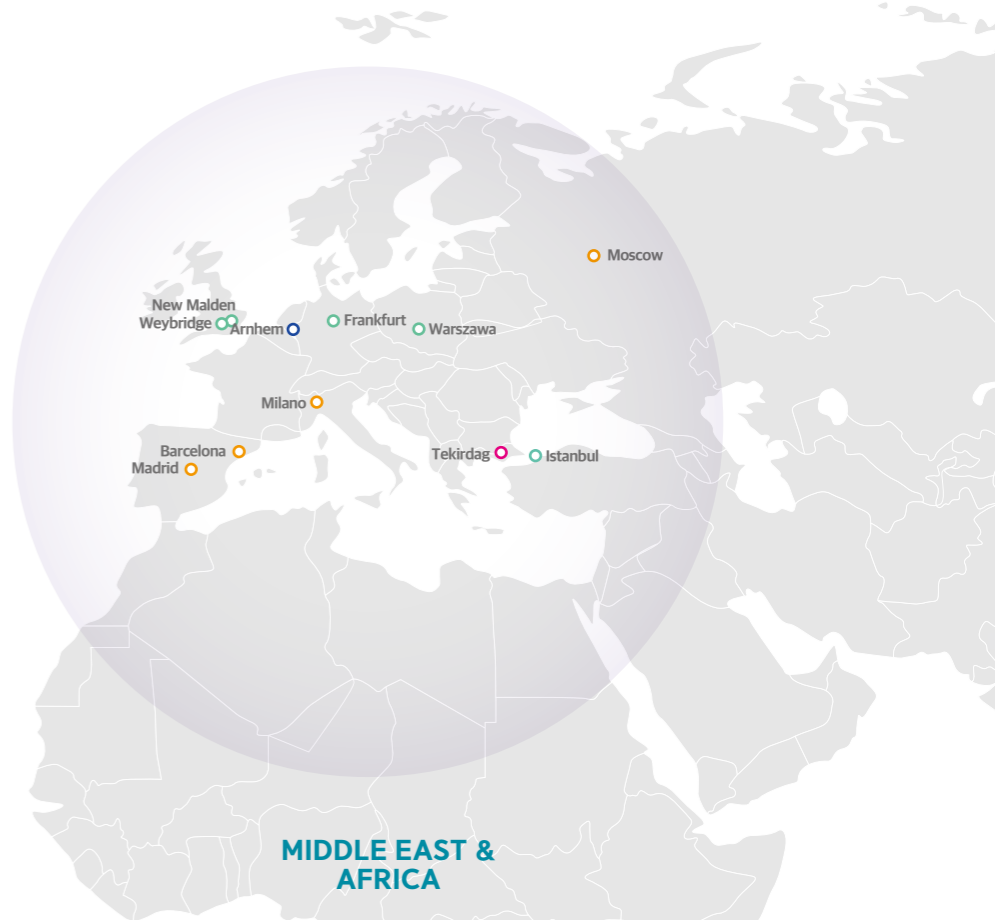 Moscow
New Malden
Weybridge
Arnhem
Frankfurt
Warszawa
Milano
Barcelona
Madrid
Tekirdag
Istanbul
MIDDLE EAST &
AFRICA